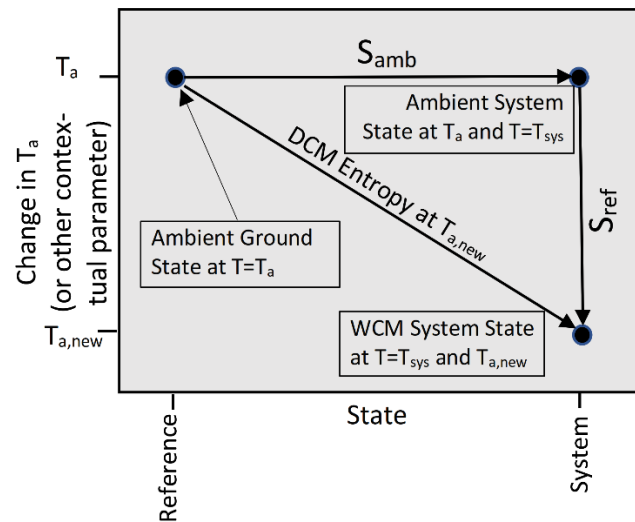 Change in Ta
(or other contex-
tual parameter)
Ta
Samb
Ambient System
State at Ta and T=Tsys
DCM Entropy at Ta,new
Sref
Ambient Ground
State at T=Ta
WCM System State
at T=Tsys and Ta,new
Ta,new
Reference
State
System